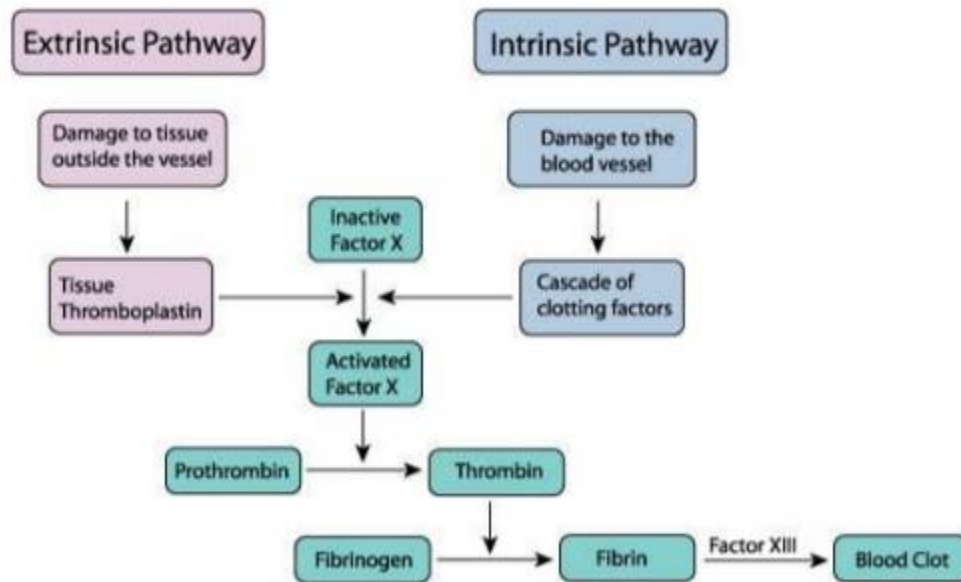 Extrinsic Pathway
Intrinsic Pathway
Damage to tissue
outside the vessel
Damage to the
blood vessel
Inactive
Factor X
Tissue
Thromboplastin
Cascade of
clotting factors
Activated
Factor X
Prothrombin
Thrombin
Fibrinogen
Fibrin
Factor XIII
Blood Clot